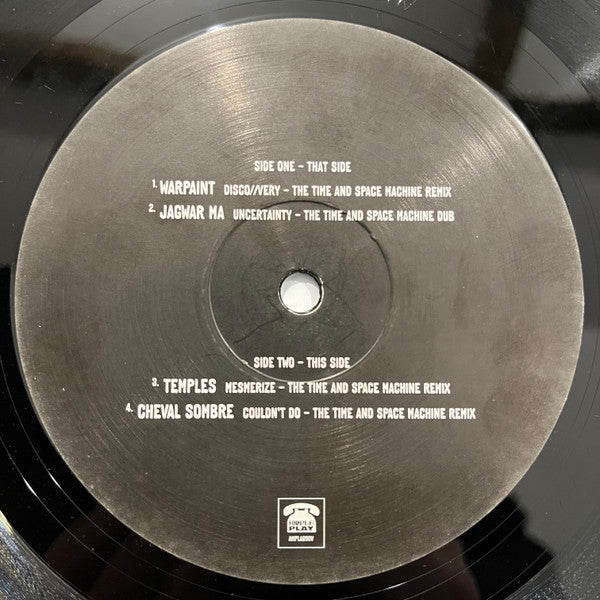 SIDE ONE – THAT SIDE
1. WARPAINT DISCO//VERY – THE TIME AND SPACE MACHINE REMIX
2. JAGWAR MA UNCERTAINTY – THE TIME AND SPACE MACHINE DUB
SIDE TWO – THIS SIDE
3. TEMPLES MESMERIZE – THE TIME AND SPACE MACHINE REMIX
4. CHEVAL SOMBRE COULDN'T DO – THE TIME AND SPACE MACHINE REMIX
AMPLE
PLAY
AMPLAG90V